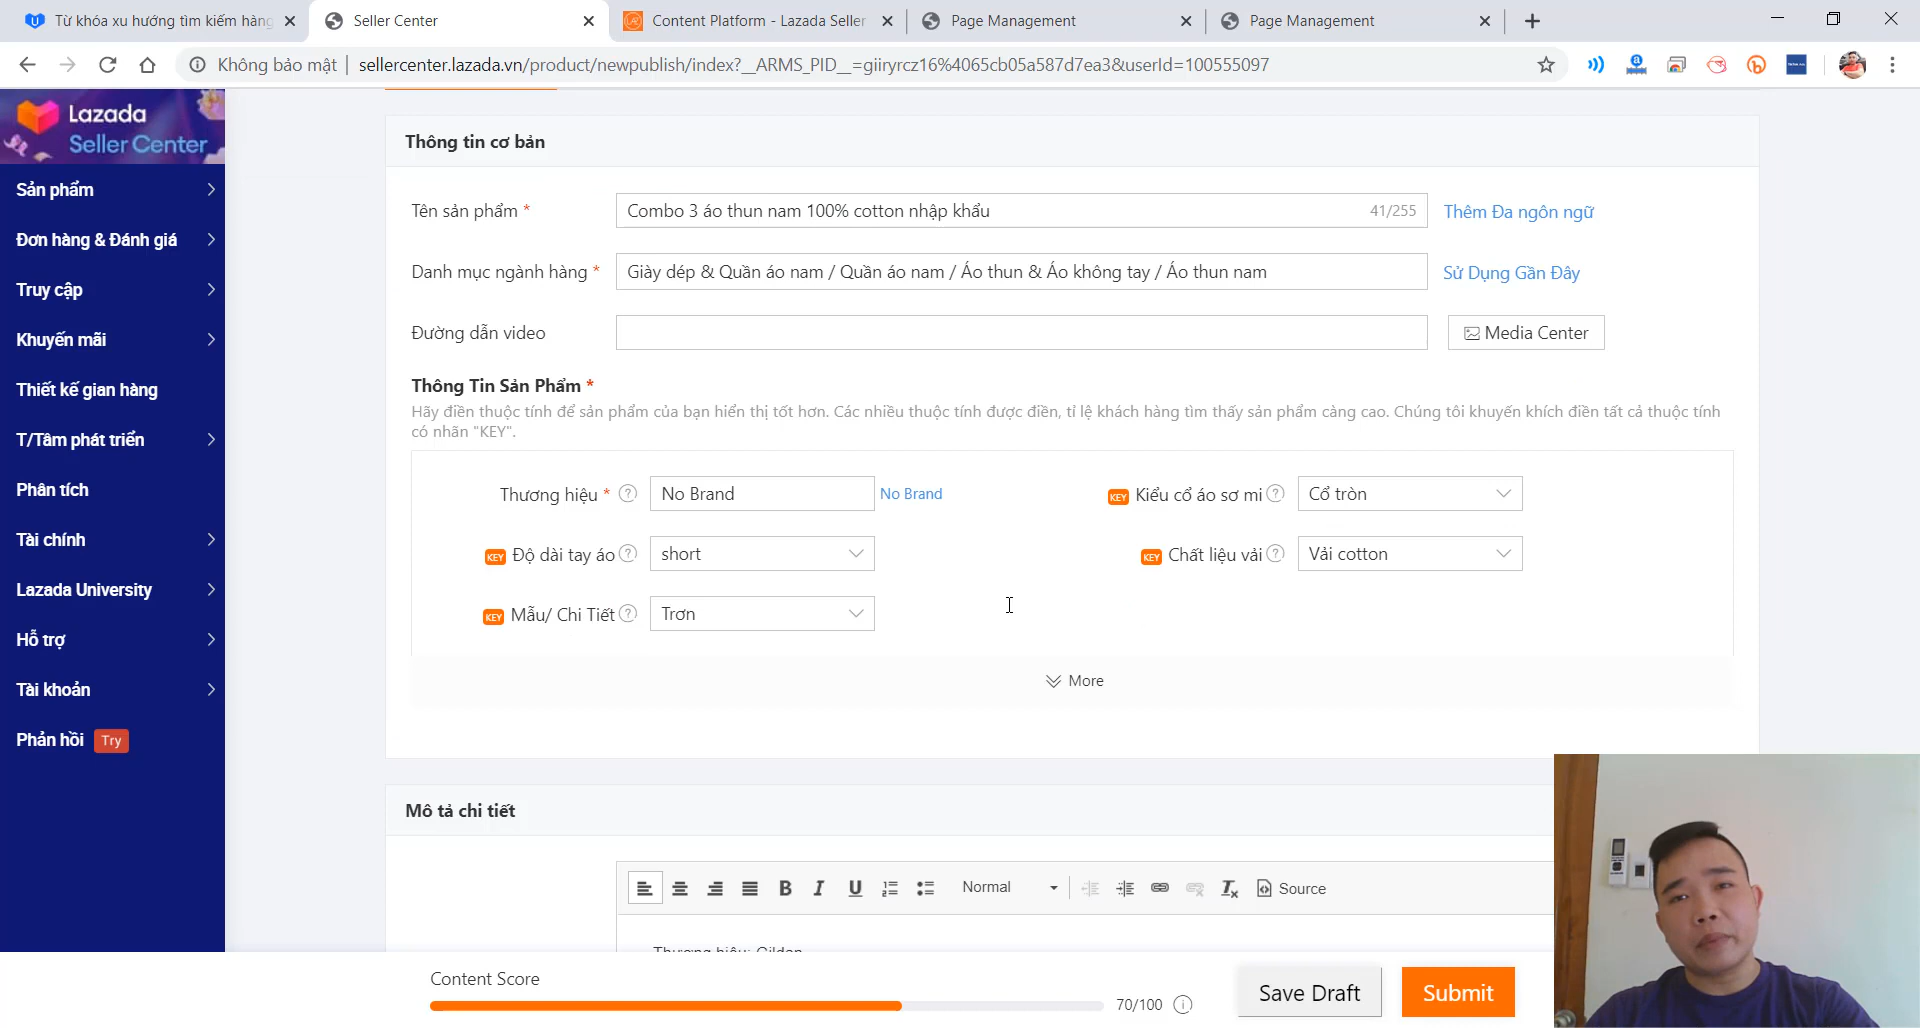 Từ khóa xu hướng tìm kiếm hàng
Seller Center
Content Platform - Lazada Seller
Page Management
Page Management
Không bảo mật
sellercenter.lazada.vn/product/newpublish/index?__ARMS_PID__=giiryrcz16%4065cb05a587d7ea3&userId=100555097
Lazada
Seller Center
Sản phẩm
Đơn hàng & Đánh giá
Truy cập
Khuyến mãi
Thiết kế gian hàng
T/Tâm phát triển
Phân tích
Tài chính
Lazada University
Hỗ trợ
Tài khoản
Phản hồi Try
Thông tin cơ bản
Tên sản phẩm * Combo 3 áo thun nam 100% cotton nhập khẩu 41/255 Thêm Đa ngôn ngữ
Danh mục ngành hàng * Giày dép & Quần áo nam / Quần áo nam / Áo thun & Áo không tay / Áo thun nam Sử Dụng Gần Đây
Đường dẫn video Media Center
Thông Tin Sản Phẩm *
Hãy điền thuộc tính để sản phẩm của bạn hiển thị tốt hơn. Các nhiều thuộc tính được điền, tỉ lệ khách hàng tìm thấy sản phẩm càng cao. Chúng tôi khuyến khích điền tất cả thuộc tính
có nhãn "KEY".
Thương hiệu * ? No Brand No Brand KEY Kiểu cổ áo sơ mi ? Cổ tròn
KEY Độ dài tay áo ? short KEY Chất liệu vải ? Vải cotton
KEY Mẫu/ Chi Tiết ? Trơn
More
Mô tả chi tiết
B I U Normal Source
Thương hiệu: Gildan
Content Score
70/100
Save Draft
Submit